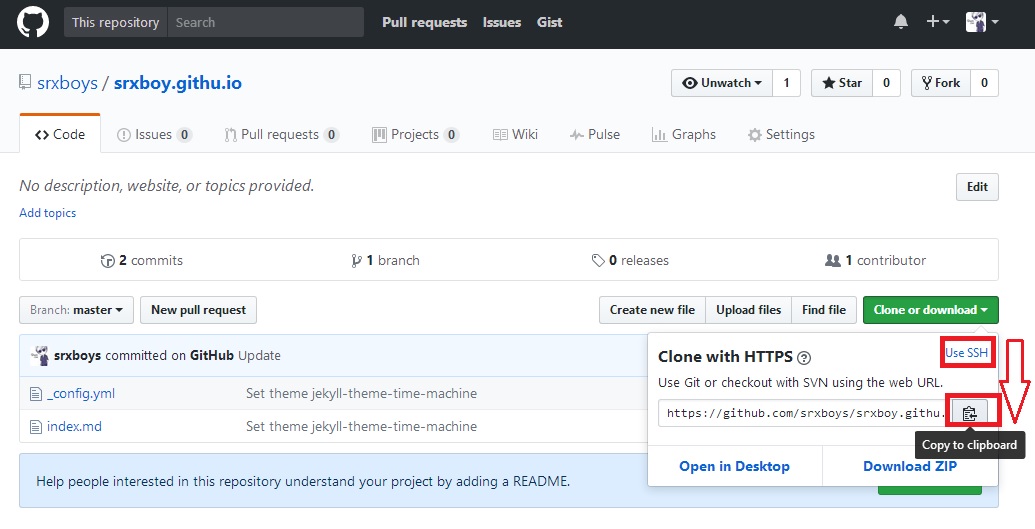 This repository Search Pull requests Issues Gist
srxboys / srxboy.githu.io Unwatch 1 Star 0 Fork 0
Code Issues 0 Pull requests 0 Projects 0 Wiki Pulse Graphs Settings
No description, website, or topics provided. Edit
Add topics
2 commits 1 branch 0 releases 1 contributor
Branch: master New pull request Create new file Upload files Find file Clone or download
srxboys committed on GitHub Update
_config.yml Set theme jekyll-theme-time-machine
index.md Set theme jekyll-theme-time-machine
Help people interested in this repository understand your project by adding a README.
Clone with HTTPS Use SSH
Use Git or checkout with SVN using the web URL.
https://github.com/srxboys/srxboy.githu.
Copy to clipboard
Open in Desktop Download ZIP